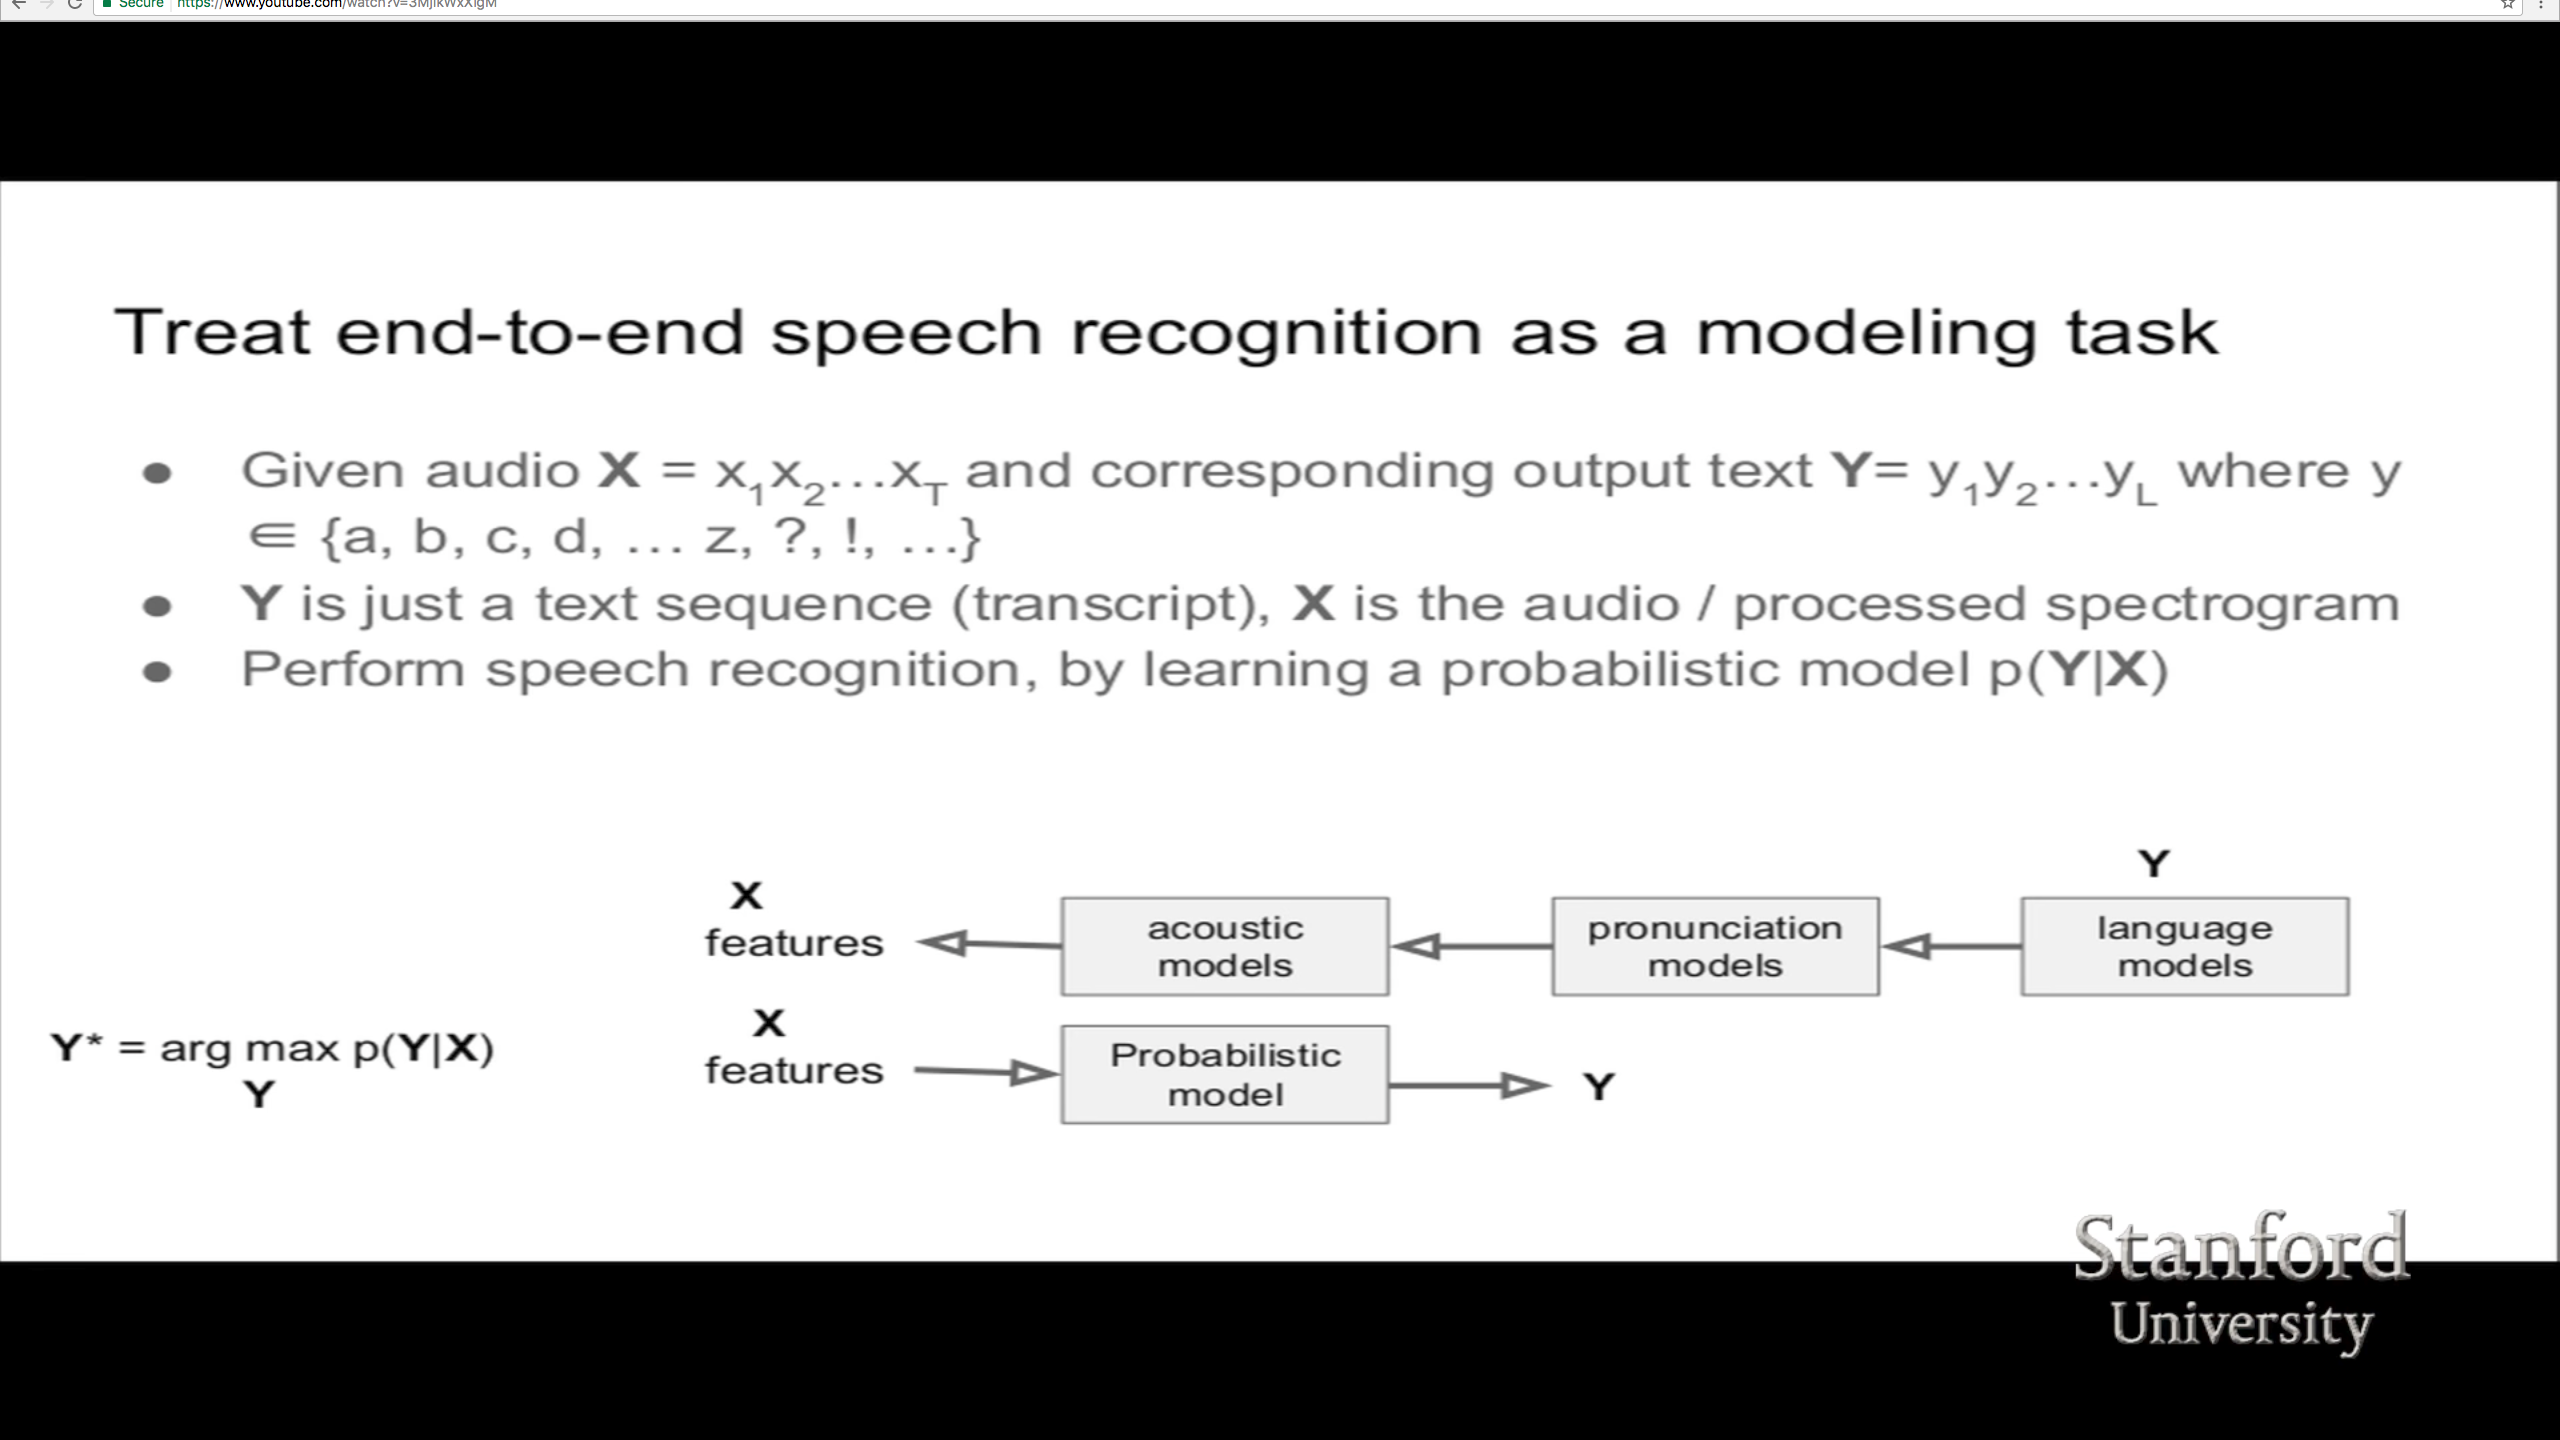 Secure https://www.youtube.com/watch?v=3MjIkWxXigM
Treat end-to-end speech recognition as a modeling task
● Given audio X = x₁x₂…x_T and corresponding output text Y= y₁y₂…y_L where y
∈ {a, b, c, d, … z, ?, !, …}
● Y is just a text sequence (transcript), X is the audio / processed spectrogram
● Perform speech recognition, by learning a probabilistic model p(Y|X)
X
features
acoustic
models
pronunciation
models
Y
language
models
Y* = arg max p(Y|X)
Y
X
features
Probabilistic
model
Y
Stanford
University